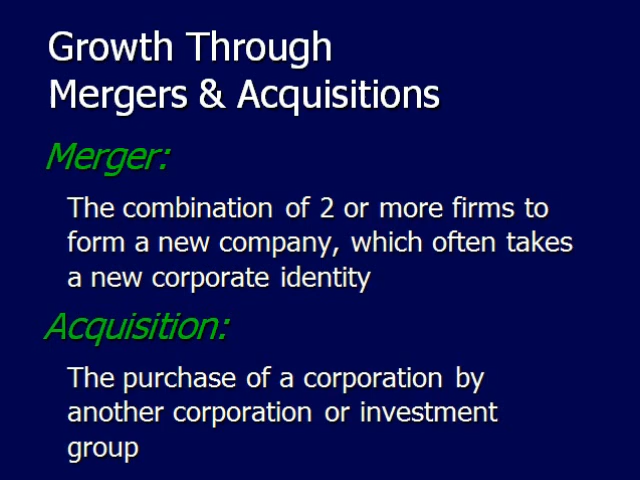 Growth Through
Mergers & Acquisitions
Merger:
The combination of 2 or more firms to
form a new company, which often takes
a new corporate identity
Acquisition:
The purchase of a corporation by
another corporation or investment
group